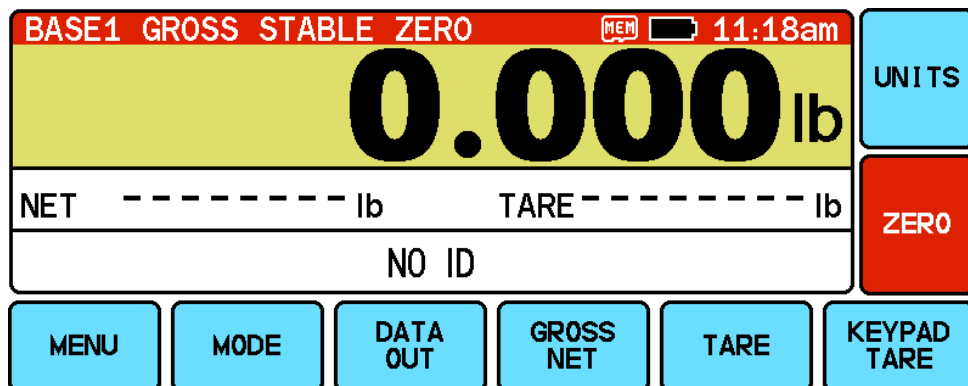 BASE1 GROSS STABLE ZERO MEM 11:18am
0.000 lb
UNITS
NET -------- lb TARE -------- lb
ZERO
NO ID
MENU
MODE
DATA
OUT
GROSS
NET
TARE
KEYPAD
TARE